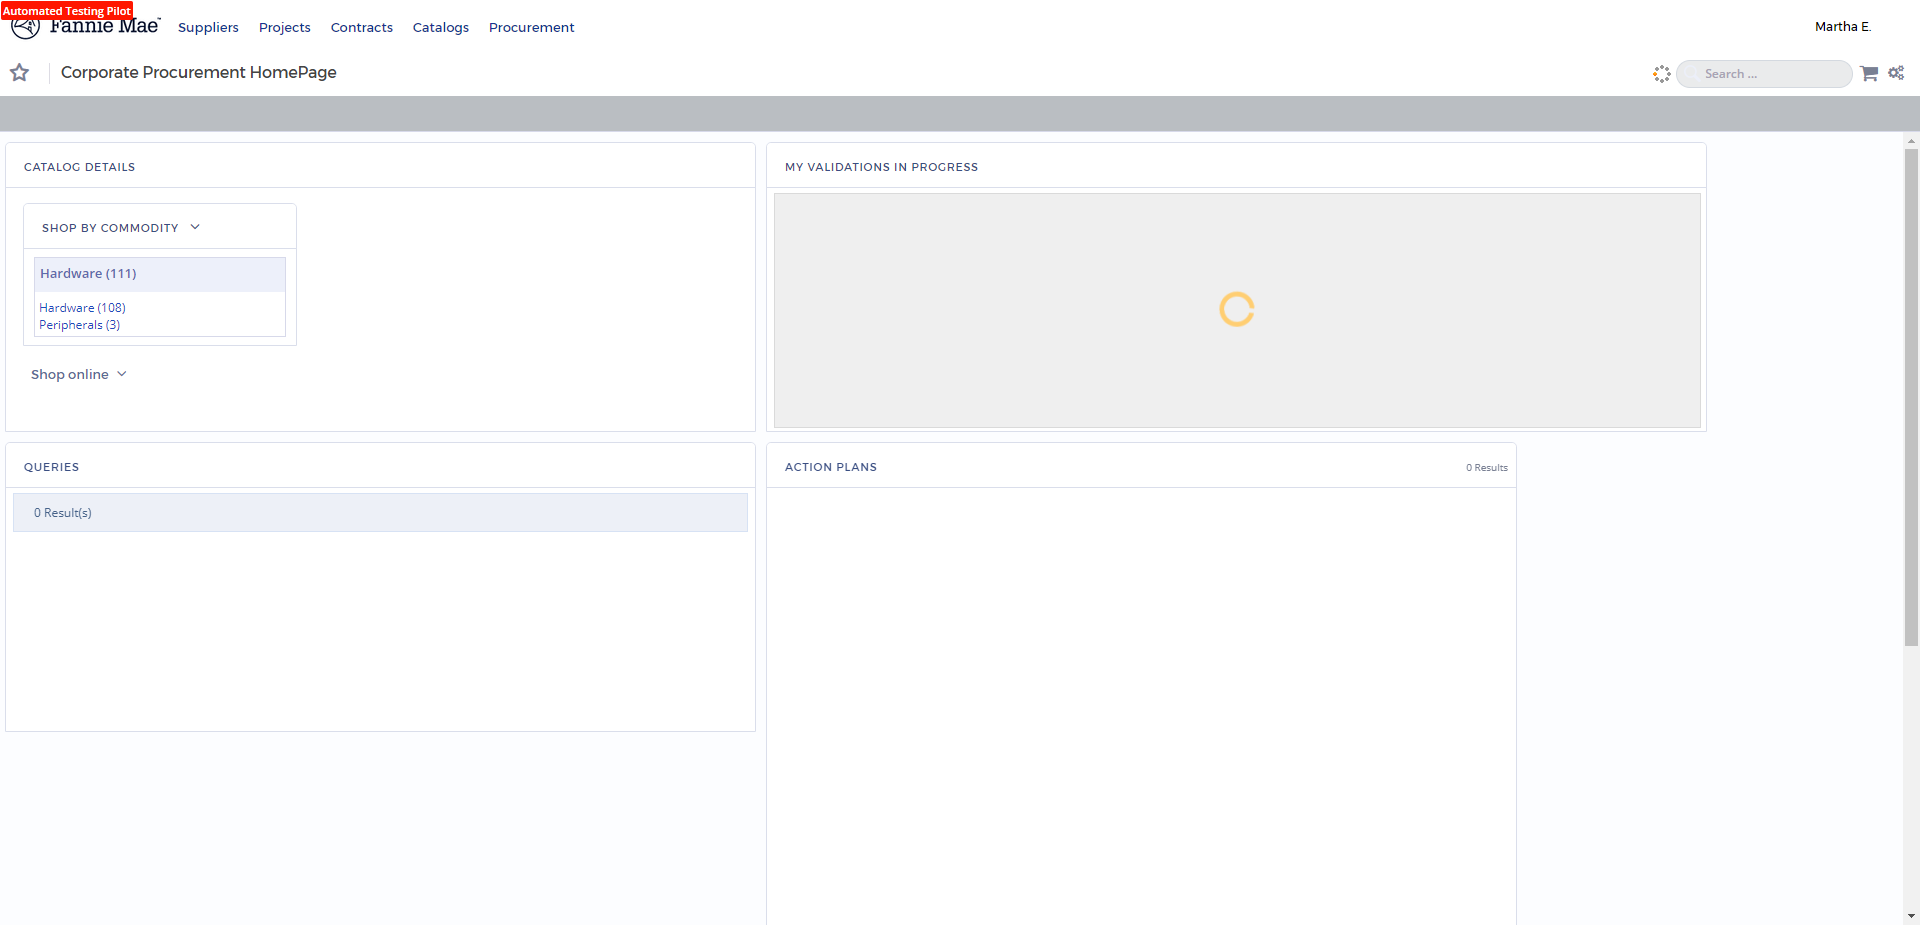 Automated Testing Pilot
Fannie Mae
Suppliers
Projects
Contracts
Catalogs
Procurement
Martha E.
Corporate Procurement HomePage
Search ...
CATALOG DETAILS
SHOP BY COMMODITY
Hardware (111)
Hardware (108)
Peripherals (3)
Shop online
MY VALIDATIONS IN PROGRESS
QUERIES
0 Result(s)
ACTION PLANS
0 Results